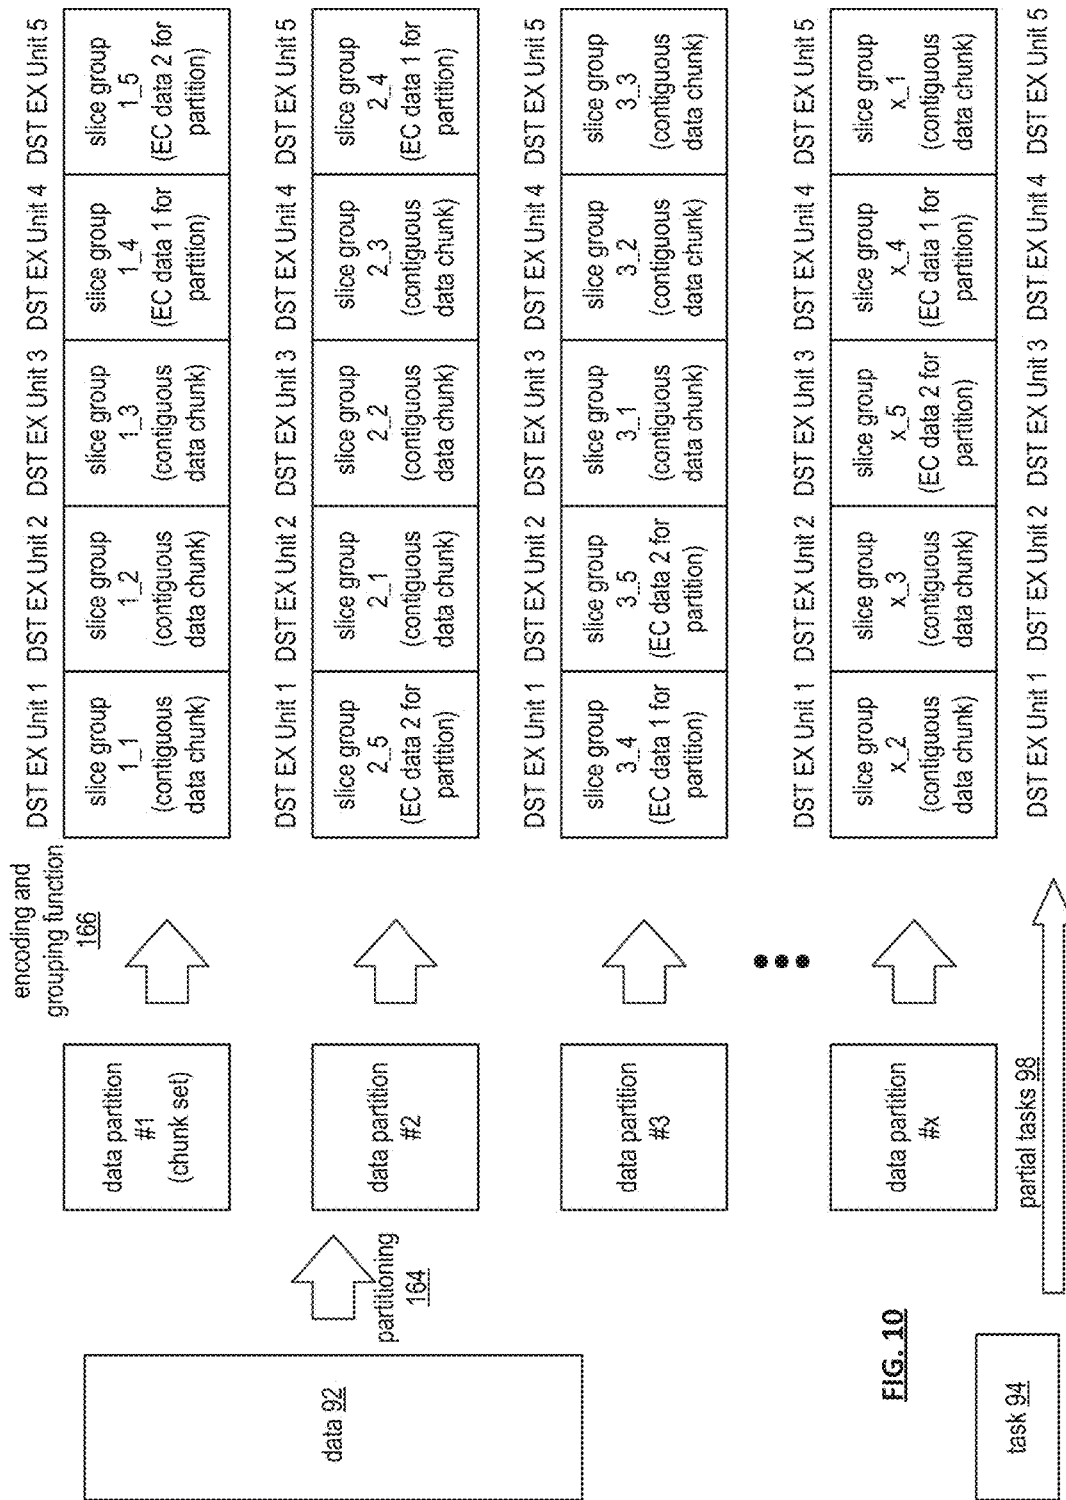 data 92
task 94
partitioning
164
FIG. 10
data partition
#1
(chunk set)
data partition
#2
data partition
#3
data partition
#x
partial tasks 98
encoding and
grouping function
166
DST EX Unit 1
DST EX Unit 2
DST EX Unit 3
DST EX Unit 4
DST EX Unit 5
slice group
1_1
(contiguous
data chunk)
slice group
1_2
(contiguous
data chunk)
slice group
1_3
(contiguous
data chunk)
slice group
1_4
(EC data 1 for
partition)
slice group
1_5
(EC data 2 for
partition)
DST EX Unit 1
DST EX Unit 2
DST EX Unit 3
DST EX Unit 4
DST EX Unit 5
slice group
2_5
(EC data 2 for
partition)
slice group
2_1
(contiguous
data chunk)
slice group
2_2
(contiguous
data chunk)
slice group
2_3
(contiguous
data chunk)
slice group
2_4
(EC data 1 for
partition)
DST EX Unit 1
DST EX Unit 2
DST EX Unit 3
DST EX Unit 4
DST EX Unit 5
slice group
3_4
(EC data 1 for
partition)
slice group
3_5
(EC data 2 for
partition)
slice group
3_1
(contiguous
data chunk)
slice group
3_2
(contiguous
data chunk)
slice group
3_3
(contiguous
data chunk)
DST EX Unit 1
DST EX Unit 2
DST EX Unit 3
DST EX Unit 4
DST EX Unit 5
slice group
x_2
(contiguous
data chunk)
slice group
x_3
(contiguous
data chunk)
slice group
x_5
(EC data 2 for
partition)
slice group
x_4
(EC data 1 for
partition)
slice group
x_1
(contiguous
data chunk)
DST EX Unit 1
DST EX Unit 2
DST EX Unit 3
DST EX Unit 4
DST EX Unit 5